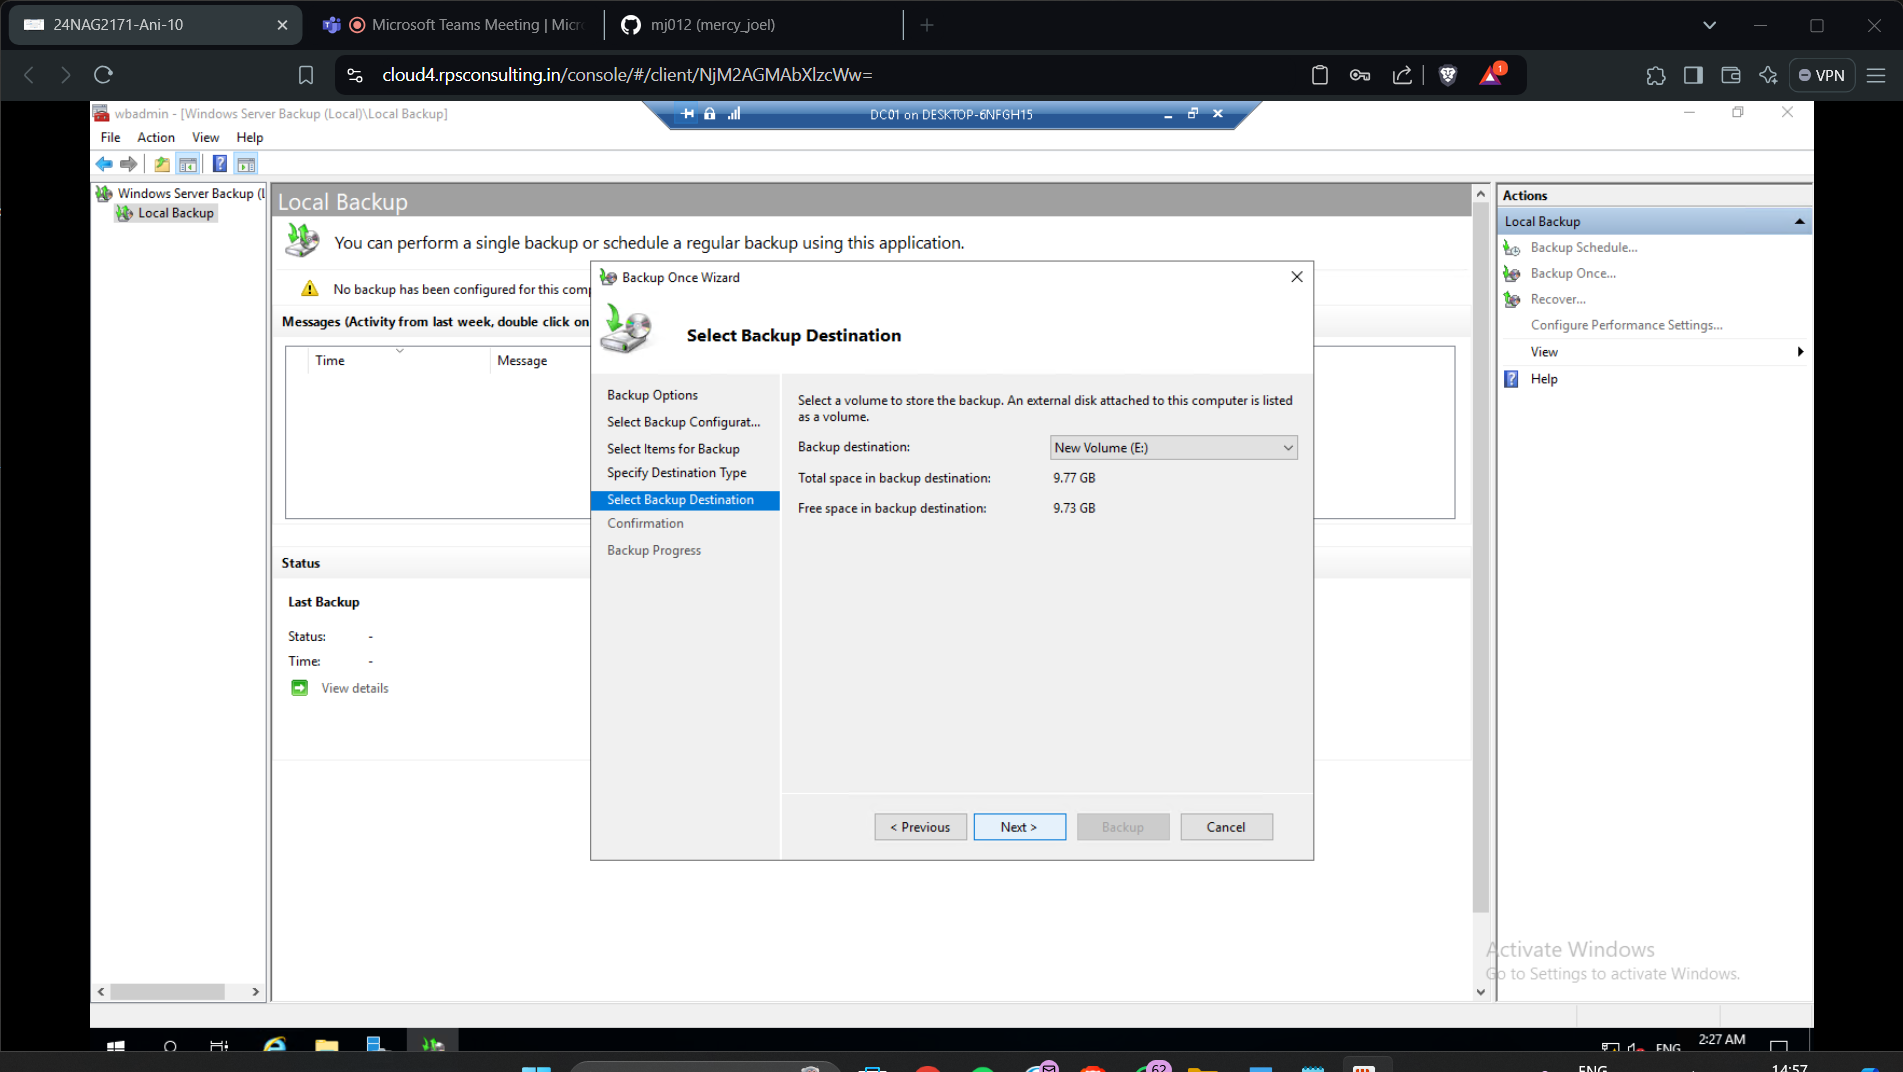 24NAG2171-Ani-10
Microsoft Teams Meeting | Micr
mj012 (mercy_joel)
cloud4.rpsconsulting.in/console/#/client/NjM2AGMAbXlzcWw=
1
VPN
wbadmin - [Windows Server Backup (Local)\Local Backup]
DC01 on DESKTOP-6NFGH15
File Action View Help
Windows Server Backup (L
Local Backup
Local Backup
You can perform a single backup or schedule a regular backup using this application.
No backup has been configured for this comp
Messages (Activity from last week, double click on
Time
Message
Status
Last Backup
Status: -
Time: -
View details
Backup Once Wizard
Select Backup Destination
Backup Options
Select Backup Configurat...
Select Items for Backup
Specify Destination Type
Select Backup Destination
Confirmation
Backup Progress
Select a volume to store the backup. An external disk attached to this computer is listed
as a volume.
Backup destination: New Volume (E:)
Total space in backup destination: 9.77 GB
Free space in backup destination: 9.73 GB
< Previous
Next >
Backup
Cancel
Actions
Local Backup
Backup Schedule...
Backup Once...
Recover...
Configure Performance Settings...
View
Help
Activate Windows
Go to Settings to activate Windows.
ENG
2:27 AM
62
ENG
14:57